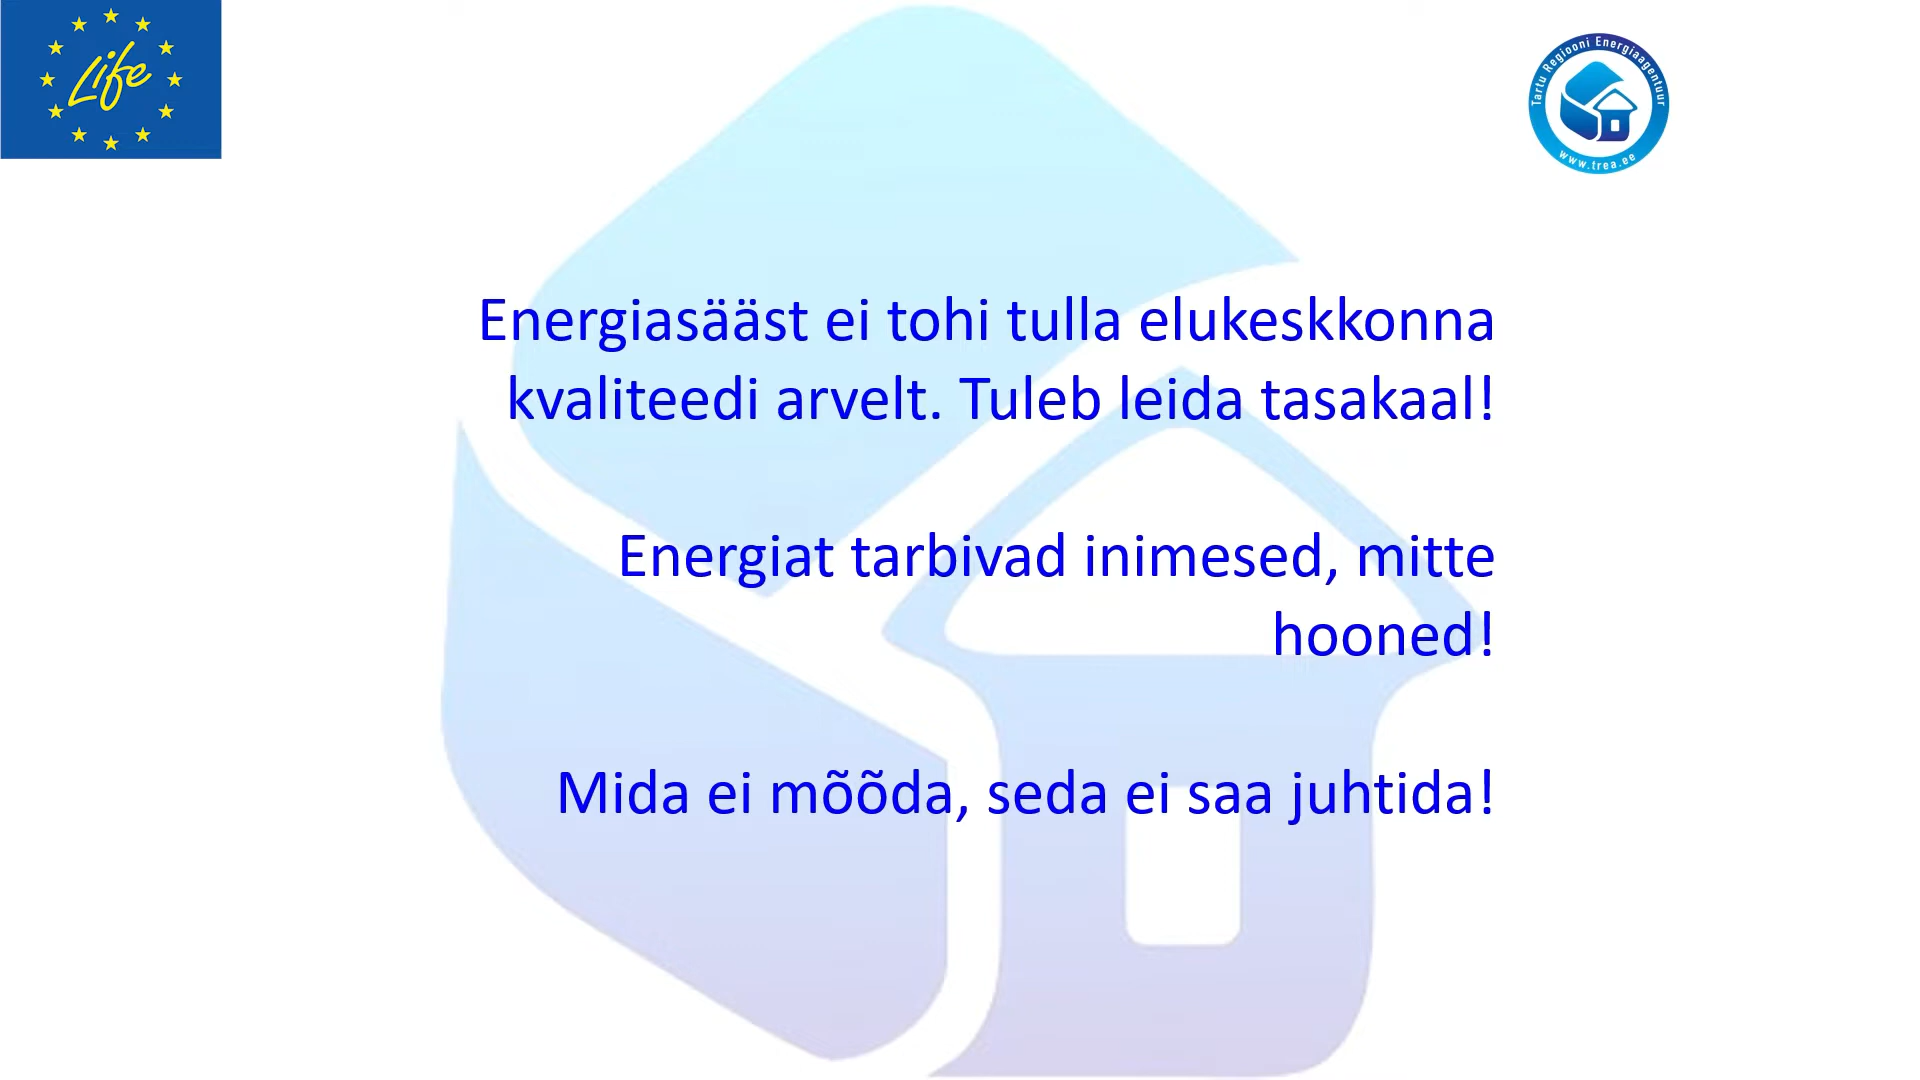 Life
Tartu Regiooni Energiaagentuur
www.trea.ee
Energiasääst ei tohi tulla elukeskkonna
kvaliteedi arvelt. Tuleb leida tasakaal!
Energiat tarbivad inimesed, mitte
hooned!
Mida ei mõõda, seda ei saa juhtida!